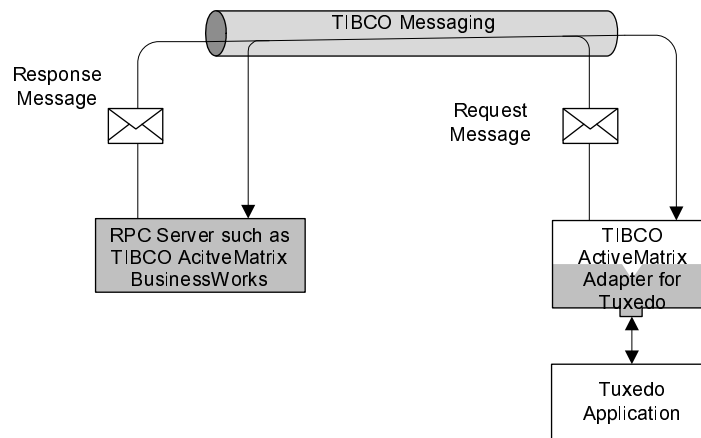 TIBCO Messaging
Response
Message
Request
Message
RPC Server such as
TIBCO AcitveMatrix
BusinessWorks
TIBCO
ActiveMatrix
Adapter for
Tuxedo
Tuxedo
Application